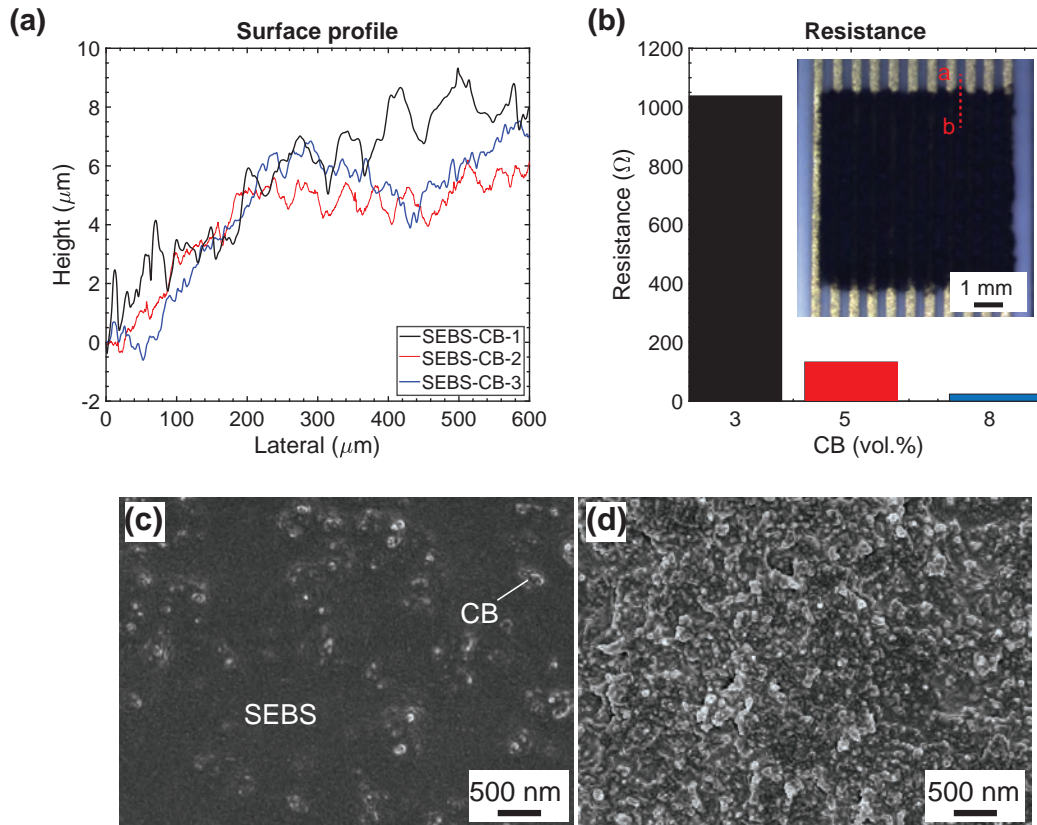 (a)
Surface profile
10
8
6
4
2
0
-2
Height (μm)
0 100 200 300 400 500 600
Lateral (μm)
SEBS-CB-1
SEBS-CB-2
SEBS-CB-3
(b)
Resistance
1200
1000
800
600
400
200
0
Resistance (Ω)
a
b
1 mm
3 5 8
CB (vol.%)
(c)
CB
SEBS
500 nm
(d)
500 nm